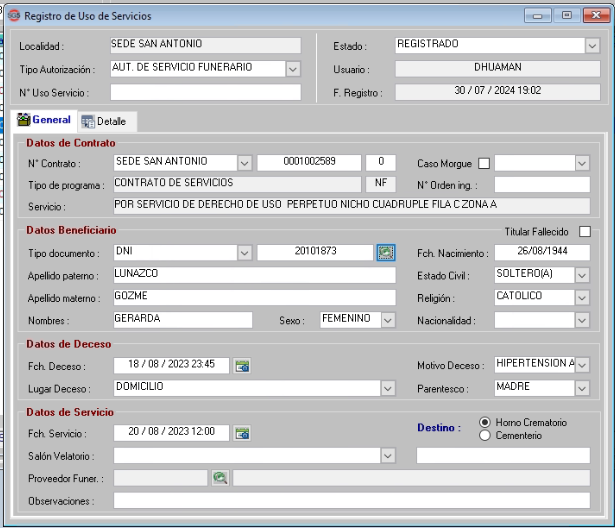 Registro de Uso de Servicios
Localidad : SEDE SAN ANTONIO Estado : REGISTRADO
Tipo Autorización : AUT. DE SERVICIO FUNERARIO Usuario : DHUAMAN
N° Uso Servicio : F. Registro : 30 / 07 / 2024 19:02
General Detalle
Datos de Contrato
N° Contrato : SEDE SAN ANTONIO 0001002589 0 Caso Morgue
Tipo de programa : CONTRATO DE SERVICIOS NF N° Orden ing. :
Servicio : POR SERVICIO DE DERECHO DE USO PERPETUO NICHO CUADRUPLE FILA C ZONA A
Datos Beneficiario Titular Fallecido
Tipo documento : DNI 20101873 Fch. Nacimiento : 26/08/1944
Apellido paterno : LUNAZCO Estado Civil : SOLTERO(A)
Apellido materno : GOZME Religión : CATOLICO
Nombres : GERARDA Sexo : FEMENINO Nacionalidad :
Datos de Deceso
Fch. Deceso : 18 / 08 / 2023 23:45 Motivo Deceso : HIPERTENSION A
Lugar Deceso : DOMICILIO Parentesco : MADRE
Datos de Servicio
Fch. Servicio : 20 / 08 / 2023 12:00 Destino : Horno Crematorio
Cementerio
Salón Velatorio :
Proveedor Funer. :
Observaciones :